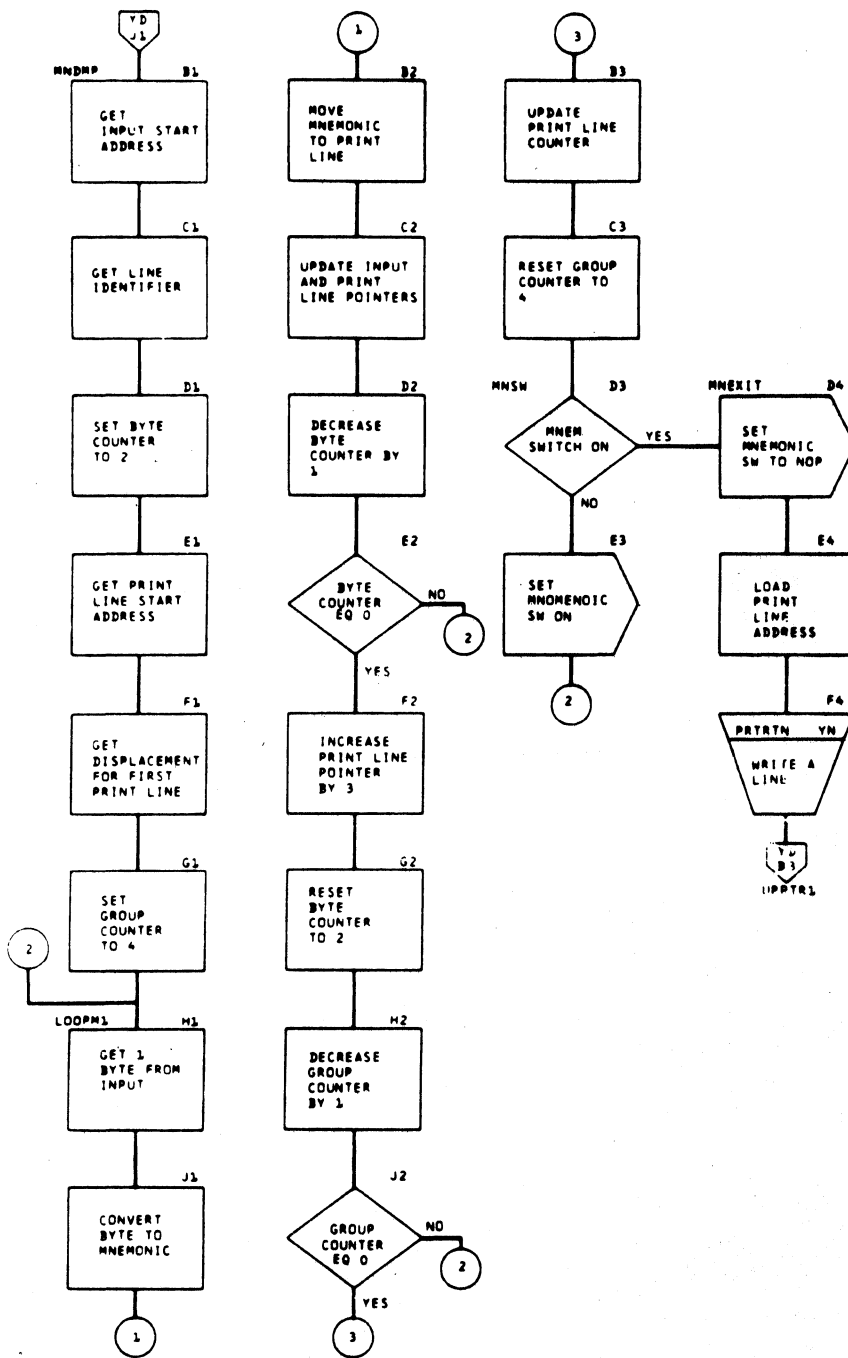 YD
J1
MNDMP B1
GET
INPUT START
ADDRESS
C1
GET LINE
IDENTIFIER
D1
SET BYTE
COUNTER
TO 2
E1
GET PRINT
LINE START
ADDRESS
F1
GET
DISPLACEMENT
FOR FIRST
PRINT LINE
G1
SET
GROUP
COUNTER
TO 4
2
LOOPM1 H1
GET 1
BYTE FROM
INPUT
J1
CONVERT
BYTE TO
MNEMONIC
1
1
B2
MOVE
MNEMONIC
TO PRINT
LINE
C2
UPDATE INPUT
AND PRINT
LINE POINTERS
D2
DECREASE
BYTE
COUNTER BY
1
E2
BYTE
COUNTER
EQ 0
NO
2
YES
F2
INCREASE
PRINT LINE
POINTER
BY 3
G2
RESET
BYTE
COUNTER
TO 2
H2
DECREASE
GROUP
COUNTER
BY 1
J2
GROUP
COUNTER
EQ 0
NO
2
YES
3
3
B3
UPDATE
PRINT LINE
COUNTER
C3
RESET GROUP
COUNTER TO
4
MNSW D3
MNEM
SWITCH ON
YES
NO
E3
SET
MNOMENOIC
SW ON
2
MNEXIT D4
SET
MNEMONIC
SW TO NOP
E4
LOAD
PRINT
LINE
ADDRESS
F4
PRTRTN YN
WRITE A
LINE
YD
B3
UPPTR1